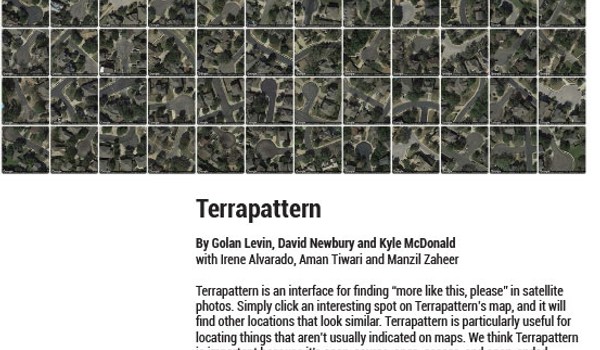 Terrapattern
By Golan Levin, David Newbury and Kyle McDonald
with Irene Alvarado, Aman Tiwari and Manzil Zaheer
Terrapattern is an interface for finding “more like this, please” in satellite
photos. Simply click an interesting spot on Terrapattern's map, and it will
find other locations that look similar. Terrapattern is particularly useful for
locating things that aren't usually indicated on maps. We think Terrapattern